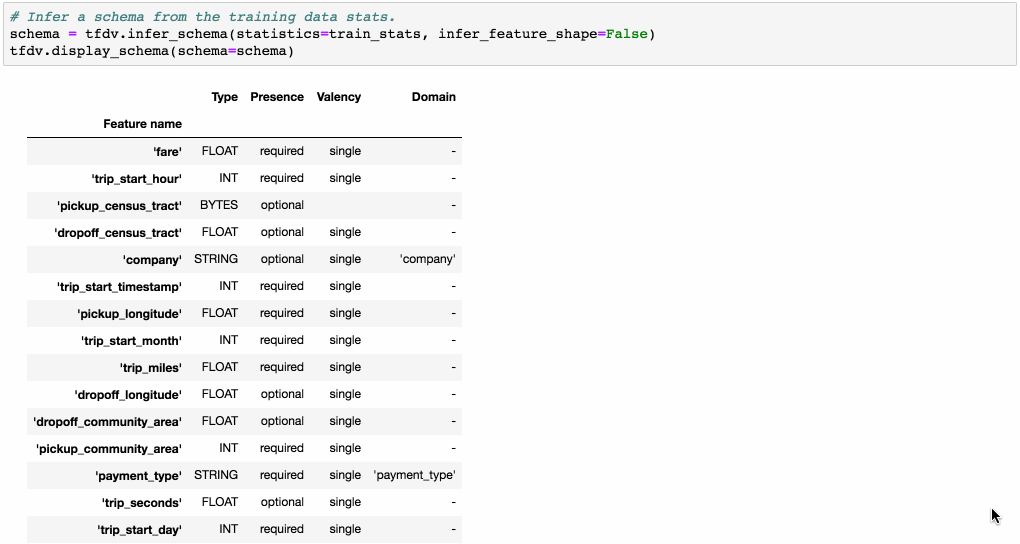 # Infer a schema from the training data stats.
schema = tfdv.infer_schema(statistics=train_stats, infer_feature_shape=False)
tfdv.display_schema(schema=schema)
Type Presence Valency Domain
Feature name
'fare' FLOAT required single -
'trip_start_hour' INT required single -
'pickup_census_tract' BYTES optional -
'dropoff_census_tract' FLOAT optional single -
'company' STRING optional single 'company'
'trip_start_timestamp' INT required single -
'pickup_longitude' FLOAT required single -
'trip_start_month' INT required single -
'trip_miles' FLOAT required single -
'dropoff_longitude' FLOAT optional single -
'dropoff_community_area' FLOAT optional single -
'pickup_community_area' INT required single -
'payment_type' STRING required single 'payment_type'
'trip_seconds' FLOAT optional single -
'trip_start_day' INT required single -